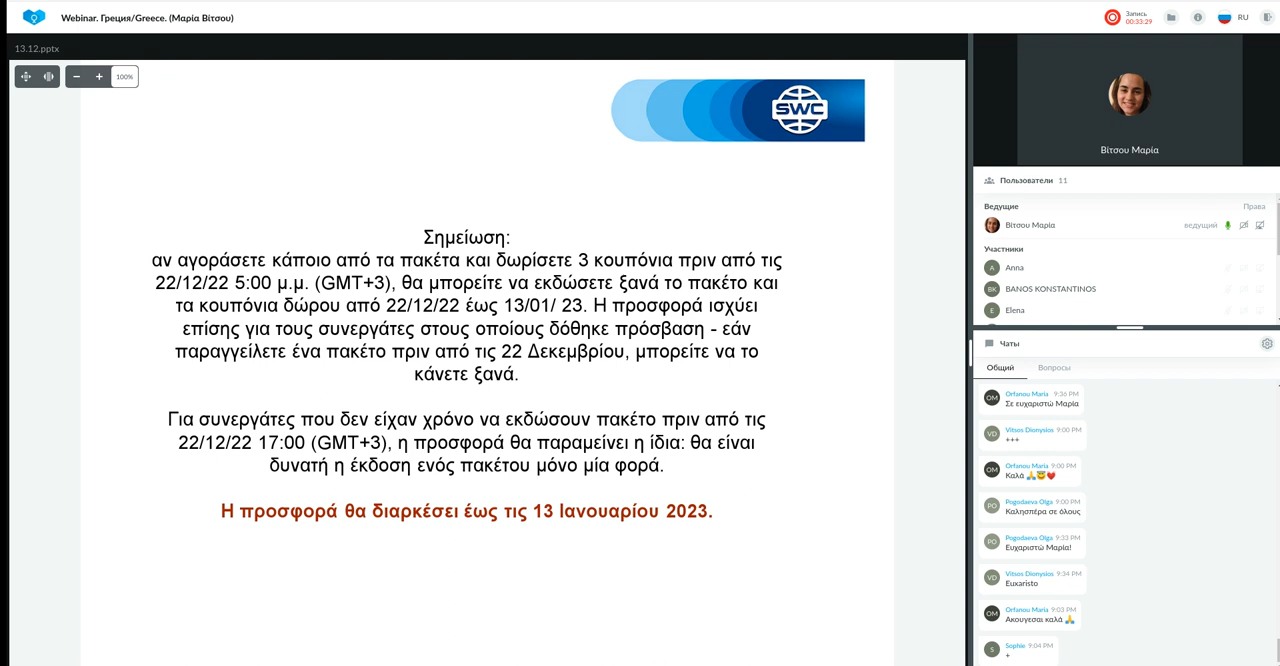 Webinar. Греция/Greece. (Μαρία Βίτσου)
Запись
00:33:29
RU
13.12.pptx
100%
SWC
Σημείωση:
αν αγοράσετε κάποιο από τα πακέτα και δωρίσετε 3 κουπόνια πριν από τις
22/12/22 5:00 μ.μ. (GMT+3), θα μπορείτε να εκδώσετε ξανά το πακέτο και
τα κουπόνια δώρου από 22/12/22 έως 13/01/ 23. Η προσφορά ισχύει
επίσης για τους συνεργάτες στους οποίους δόθηκε πρόσβαση - εάν
παραγγείλετε ένα πακέτο πριν από τις 22 Δεκεμβρίου, μπορείτε να το
κάνετε ξανά.
Για συνεργάτες που δεν είχαν χρόνο να εκδώσουν πακέτο πριν από τις
22/12/22 17:00 (GMT+3), η προσφορά θα παραμείνει η ίδια: θα είναι
δυνατή η έκδοση ενός πακέτου μόνο μία φορά.
Η προσφορά θα διαρκέσει έως τις 13 Ιανουαρίου 2023.
Βίτσου Μαρία
Пользователи 11
Ведущие Права
Βίτσου Μαρία ведущий
Участники
A Anna
BK BANOS KONSTANTINOS
E Elena
Чаты
Общий Вопросы
OM Orfanou Maria 9:36 PM
Σε ευχαριστώ Μαρία
VD Vitsos Dionysios 9:00 PM
+++
OM Orfanou Maria 9:00 PM
Καλά 🙏😇❤️
PO Pogodaeva Olga 9:00 PM
Καλησπέρα σε όλους
PO Pogodaeva Olga 9:33 PM
Ευχαριστώ Μαρία!
VD Vitsos Dionysios 9:34 PM
Euxaristo
OM Orfanou Maria 9:03 PM
Ακουγεσαι καλά 🙏
S Sophie 9:04 PM
+